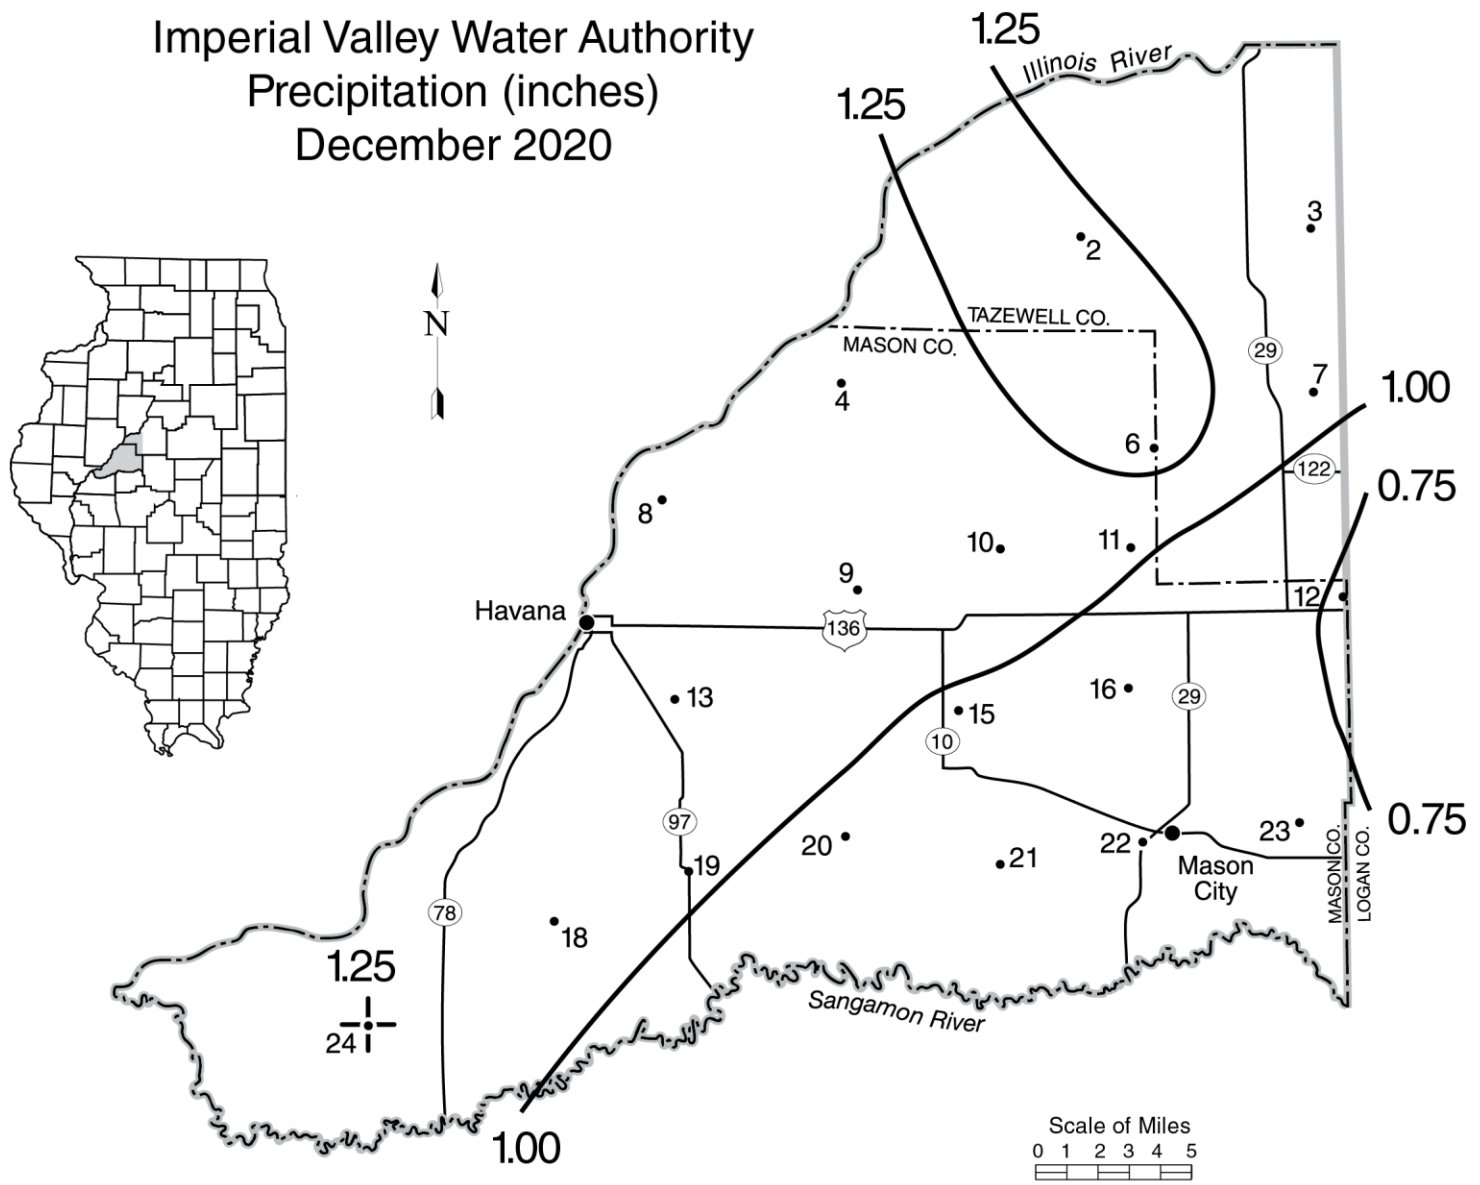 Imperial Valley Water Authority
Precipitation (inches)
December 2020
1.25
1.25
Illinois River
3
2
N
TAZEWELL CO.
MASON CO.
29
7
1.00
4
6
122
0.75
8
10
11
9
12
Havana
136
13
16
29
15
10
97
20
21
22
23
0.75
Mason
City
MASON CO.
LOGAN CO.
19
78
18
1.25
24
Sangamon River
1.00
Scale of Miles
0 1 2 3 4 5